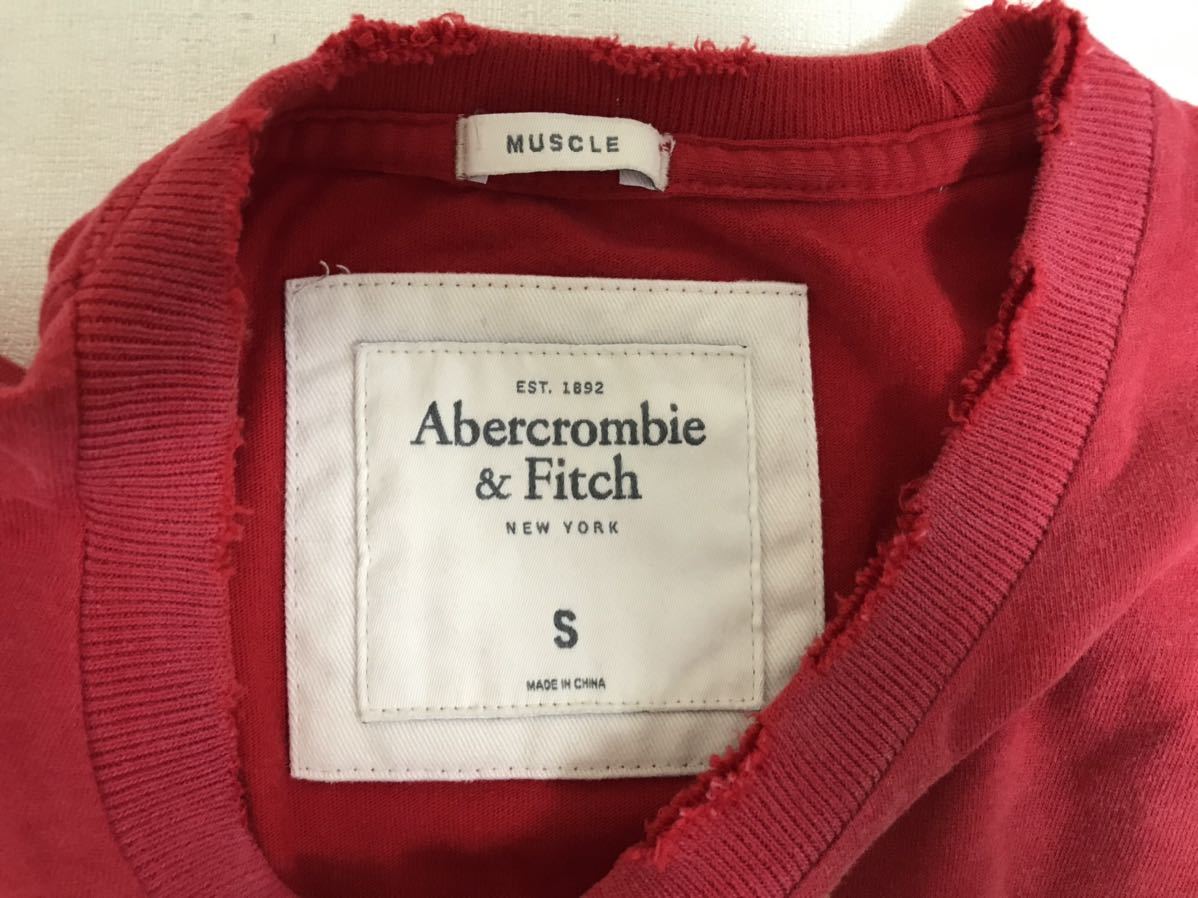 MUSCLE
EST. 1892
Abercrombie
& Fitch
NEW YORK
S
MADE IN CHINA